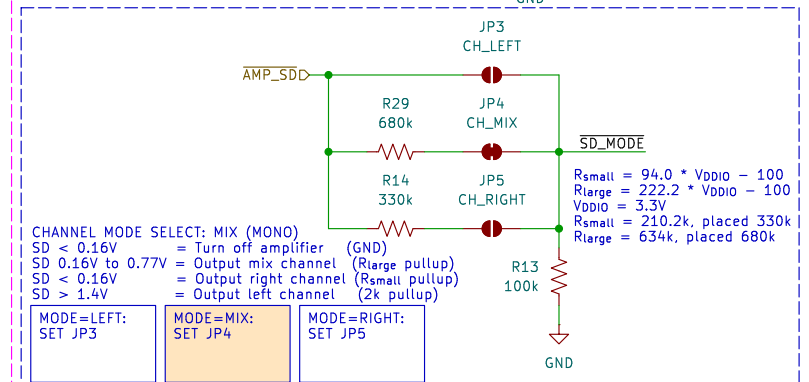 GND
JP3
CH_LEFT
AMP_SD
R29
680k
JP4
CH_MIX
SD_MODE
R14
330k
JP5
CH_RIGHT
Rsmall = 94.0 * VDDIO - 100
Rlarge = 222.2 * VDDIO - 100
VDDIO = 3.3V
Rsmall = 210.2k, placed 330k
Rlarge = 634k, placed 680k
CHANNEL MODE SELECT: MIX (MONO)
SD < 0.16V = Turn off amplifier (GND)
SD 0.16V to 0.77V = Output mix channel (Rlarge pullup)
SD < 0.16V = Output right channel (Rsmall pullup)
SD > 1.4V = Output left channel (2k pullup)
R13
100k
GND
MODE=LEFT:
SET JP3
MODE=MIX:
SET JP4
MODE=RIGHT:
SET JP5